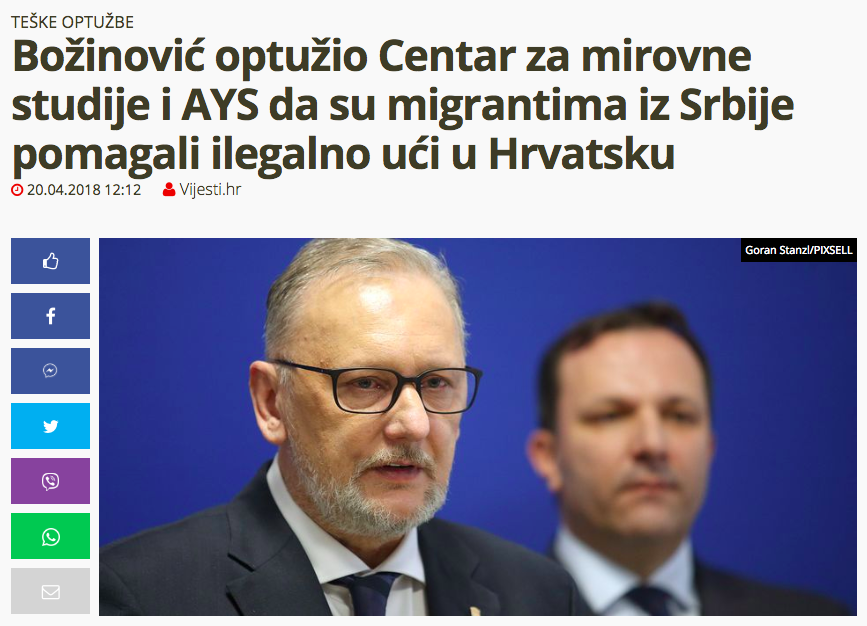 TEŠKE OPTUŽBE
Božinović optužio Centar za mirovne
studije i AYS da su migrantima iz Srbije
pomagali ilegalno ući u Hrvatsku
20.04.2018 12:12 Vijesti.hr
Goran Stanzl/PIXSELL